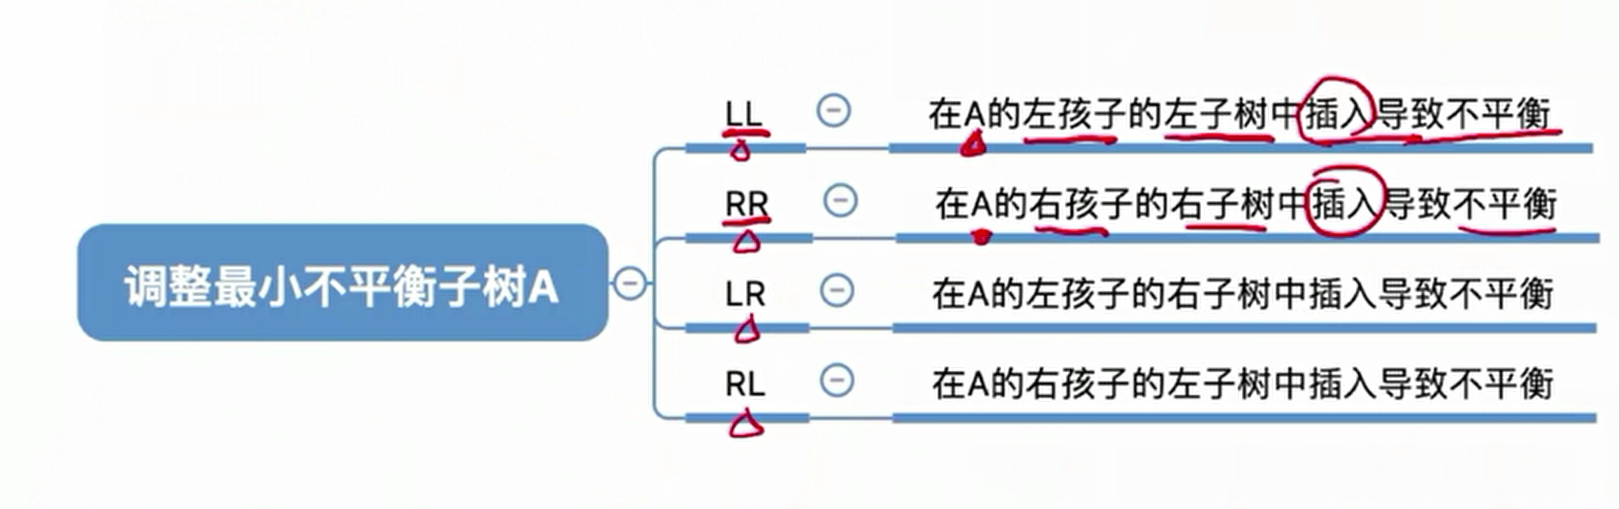 调整最小不平衡子树A
LL
在A的左孩子的左子树中插入导致不平衡
RR
在A的右孩子的右子树中插入导致不平衡
LR
在A的左孩子的右子树中插入导致不平衡
RL
在A的右孩子的左子树中插入导致不平衡